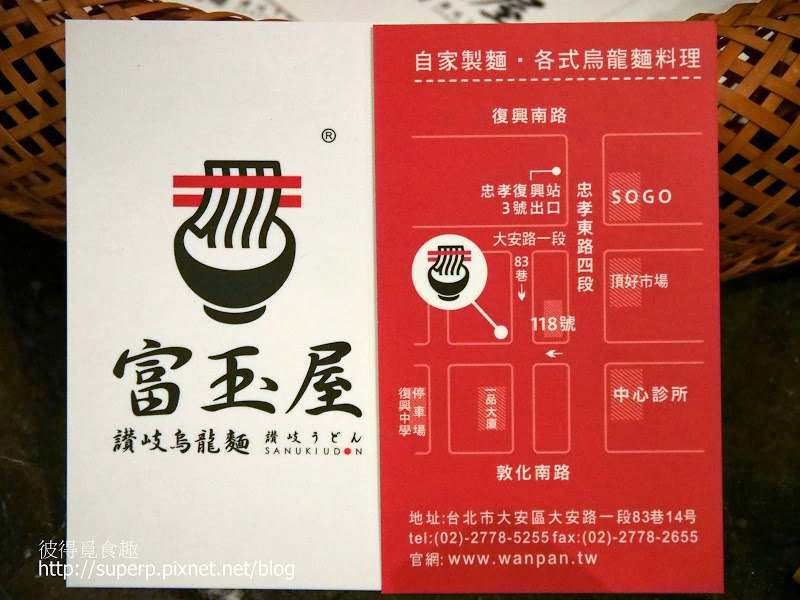 ®
富玉屋
讃岐烏龍麵 讃岐うどん
SANUKIUDON
自家製麵・各式烏龍麵料理
復興南路
忠孝復興站
3號出口
忠孝東路四段
SOGO
大安路一段
83巷
頂好市場
118號
復興中學
停車場
一品大廈
中心診所
敦化南路
地址:台北市大安區大安路一段83巷14號
tel:(02)-2778-5255 fax:(02)-2778-2655
官網: www.wanpan.tw
彼得覓食趣
http://superp.pixnet.net/blog